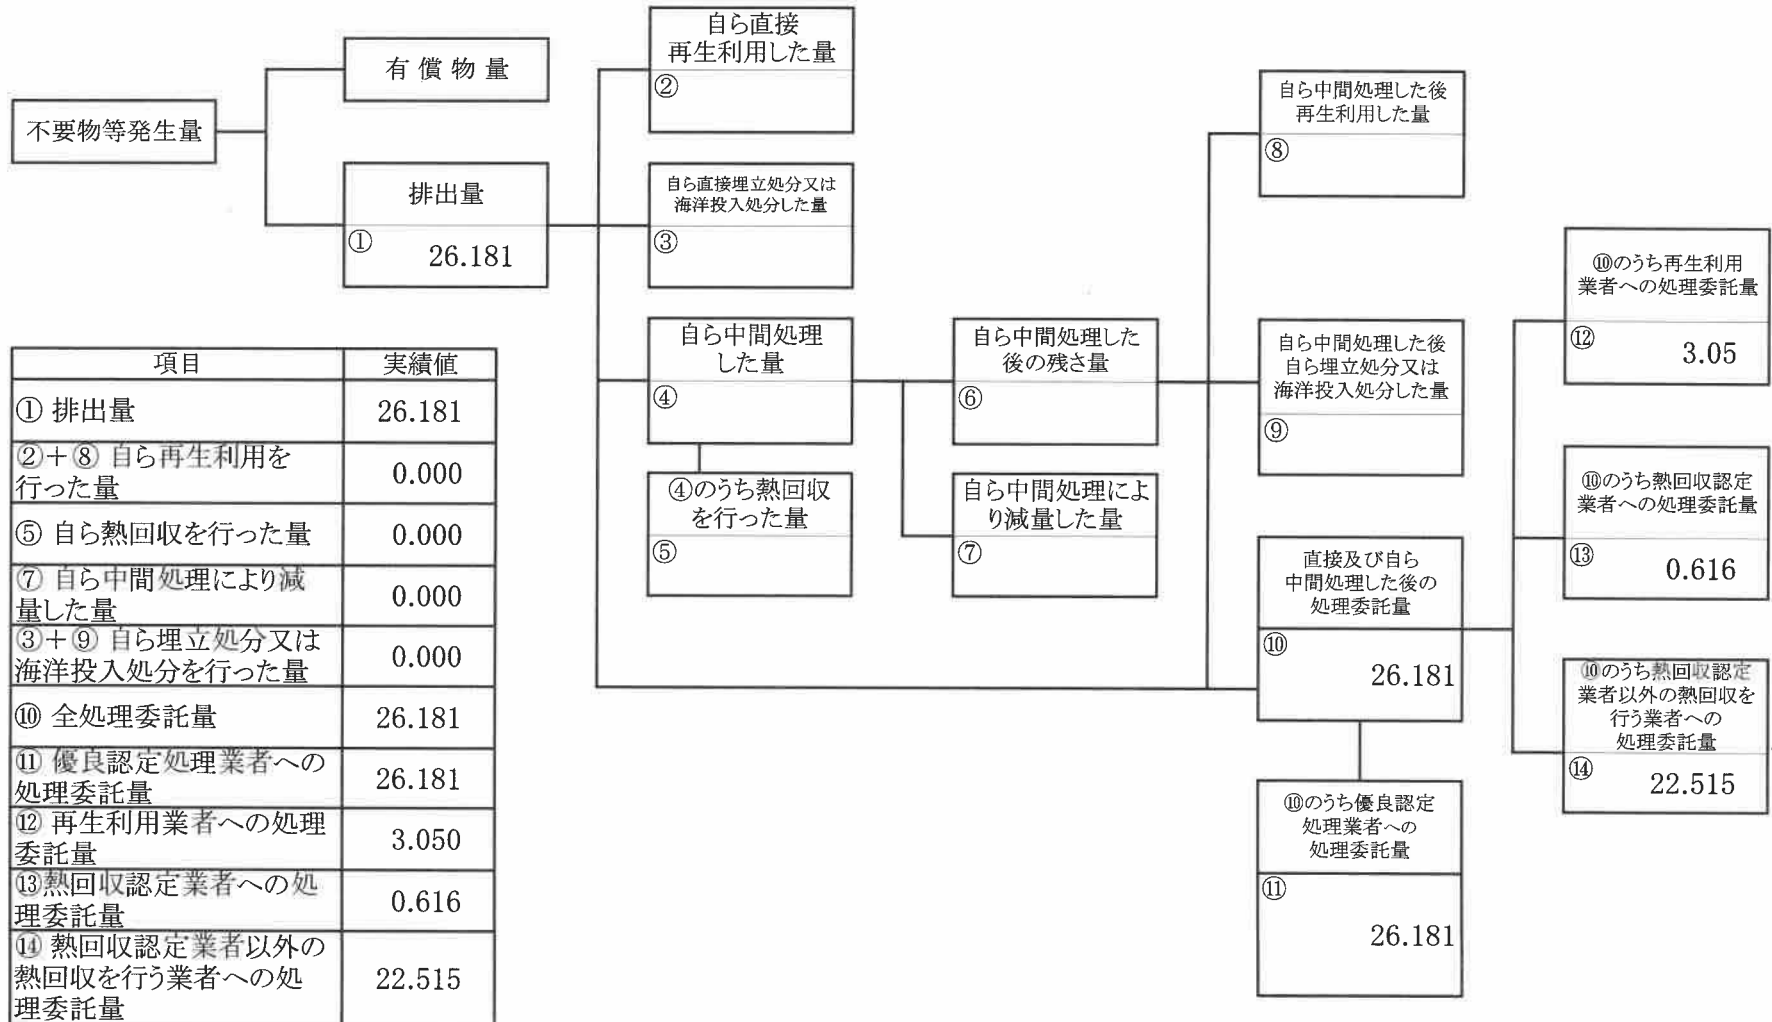 不要物等発生量
有償物量
排出量
①
26.181
自ら直接
再生利用した量
②
自ら直接埋立処分又は
海洋投入処分した量
③
自ら中間処理
した量
④
④のうち熱回収
を行った量
⑤
自ら中間処理した
後の残さ量
⑥
自ら中間処理によ
り減量した量
⑦
自ら中間処理した後
再生利用した量
⑧
自ら中間処理した後
自ら埋立処分又は
海洋投入処分した量
⑨
直接及び自ら
中間処理した後の
処理委託量
⑩
26.181
⑩のうち優良認定
処理業者への
処理委託量
⑪
26.181
⑩のうち再生利用
業者への処理委託量
⑫
3.05
⑩のうち熱回収認定
業者への処理委託量
⑬
0.616
⑩のうち熱回収認定
業者以外の熱回収を
行う業者への
処理委託量
⑭
22.515
項目 実績値
① 排出量 26.181
②＋⑧ 自ら再生利用を
行った量 0.000
⑤ 自ら熱回収を行った量 0.000
⑦ 自ら中間処理により減
量した量 0.000
③＋⑨ 自ら埋立処分又は
海洋投入処分を行った量 0.000
⑩ 全処理委託量 26.181
⑪ 優良認定処理業者への
処理委託量 26.181
⑫ 再生利用業者への処理
委託量 3.050
⑬熱回収認定業者への処
理委託量 0.616
⑭ 熱回収認定業者以外の
熱回収を行う業者への処
理委託量 22.515